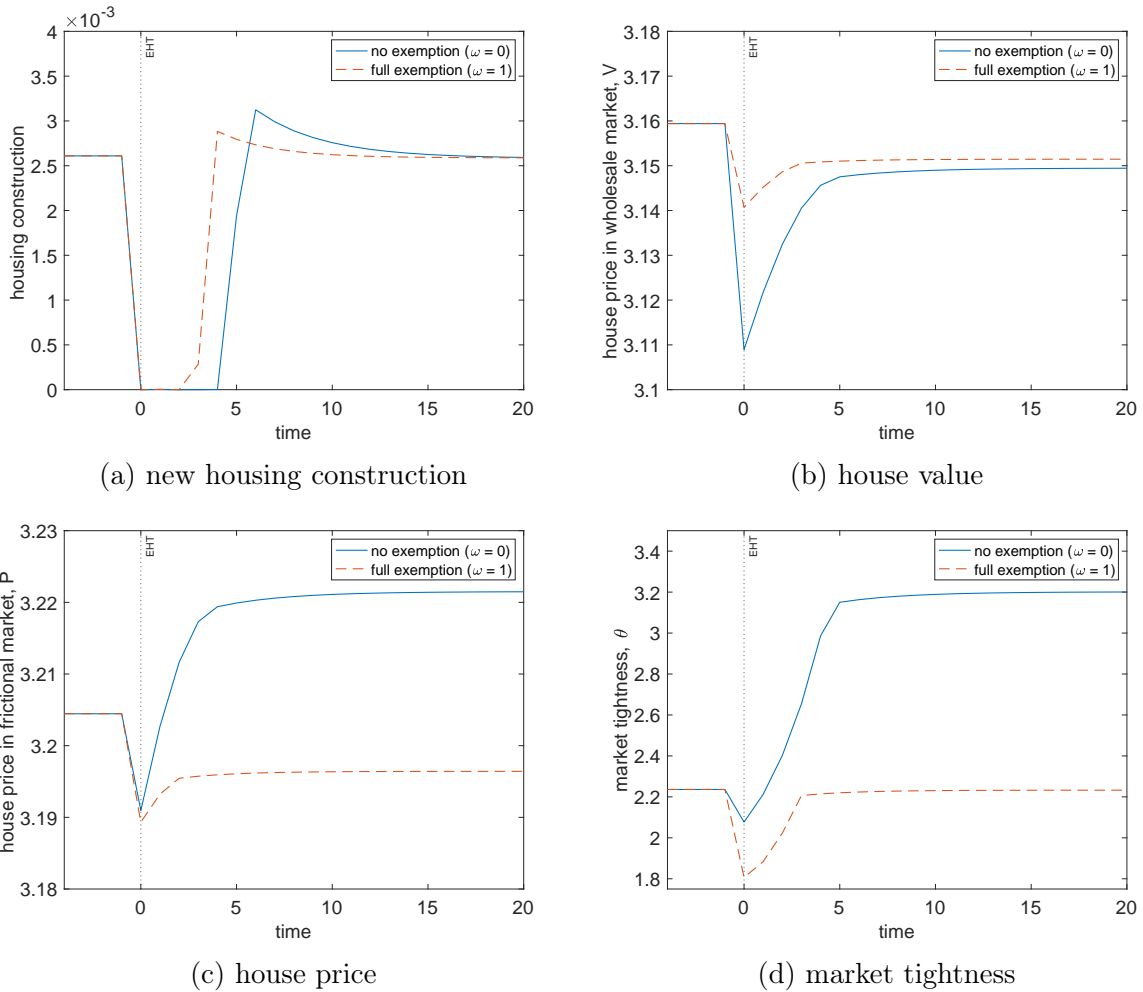 ×10⁻³
4
3.5
3
2.5
2
1.5
1
0.5
0
housing construction
EHT
no exemption (ω = 0)
full exemption (ω = 1)
0 5 10 15 20
time
(a) new housing construction
3.18
3.17
3.16
3.15
3.14
3.13
3.12
3.11
3.1
house price in wholesale market, V
EHT
no exemption (ω = 0)
full exemption (ω = 1)
0 5 10 15 20
time
(b) house value
3.23
3.22
3.21
3.2
3.19
3.18
house price in frictional market, P
EHT
no exemption (ω = 0)
full exemption (ω = 1)
0 5 10 15 20
time
(c) house price
3.4
3.2
3
2.8
2.6
2.4
2.2
2
1.8
market tightness, θ
EHT
no exemption (ω = 0)
full exemption (ω = 1)
0 5 10 15 20
time
(d) market tightness